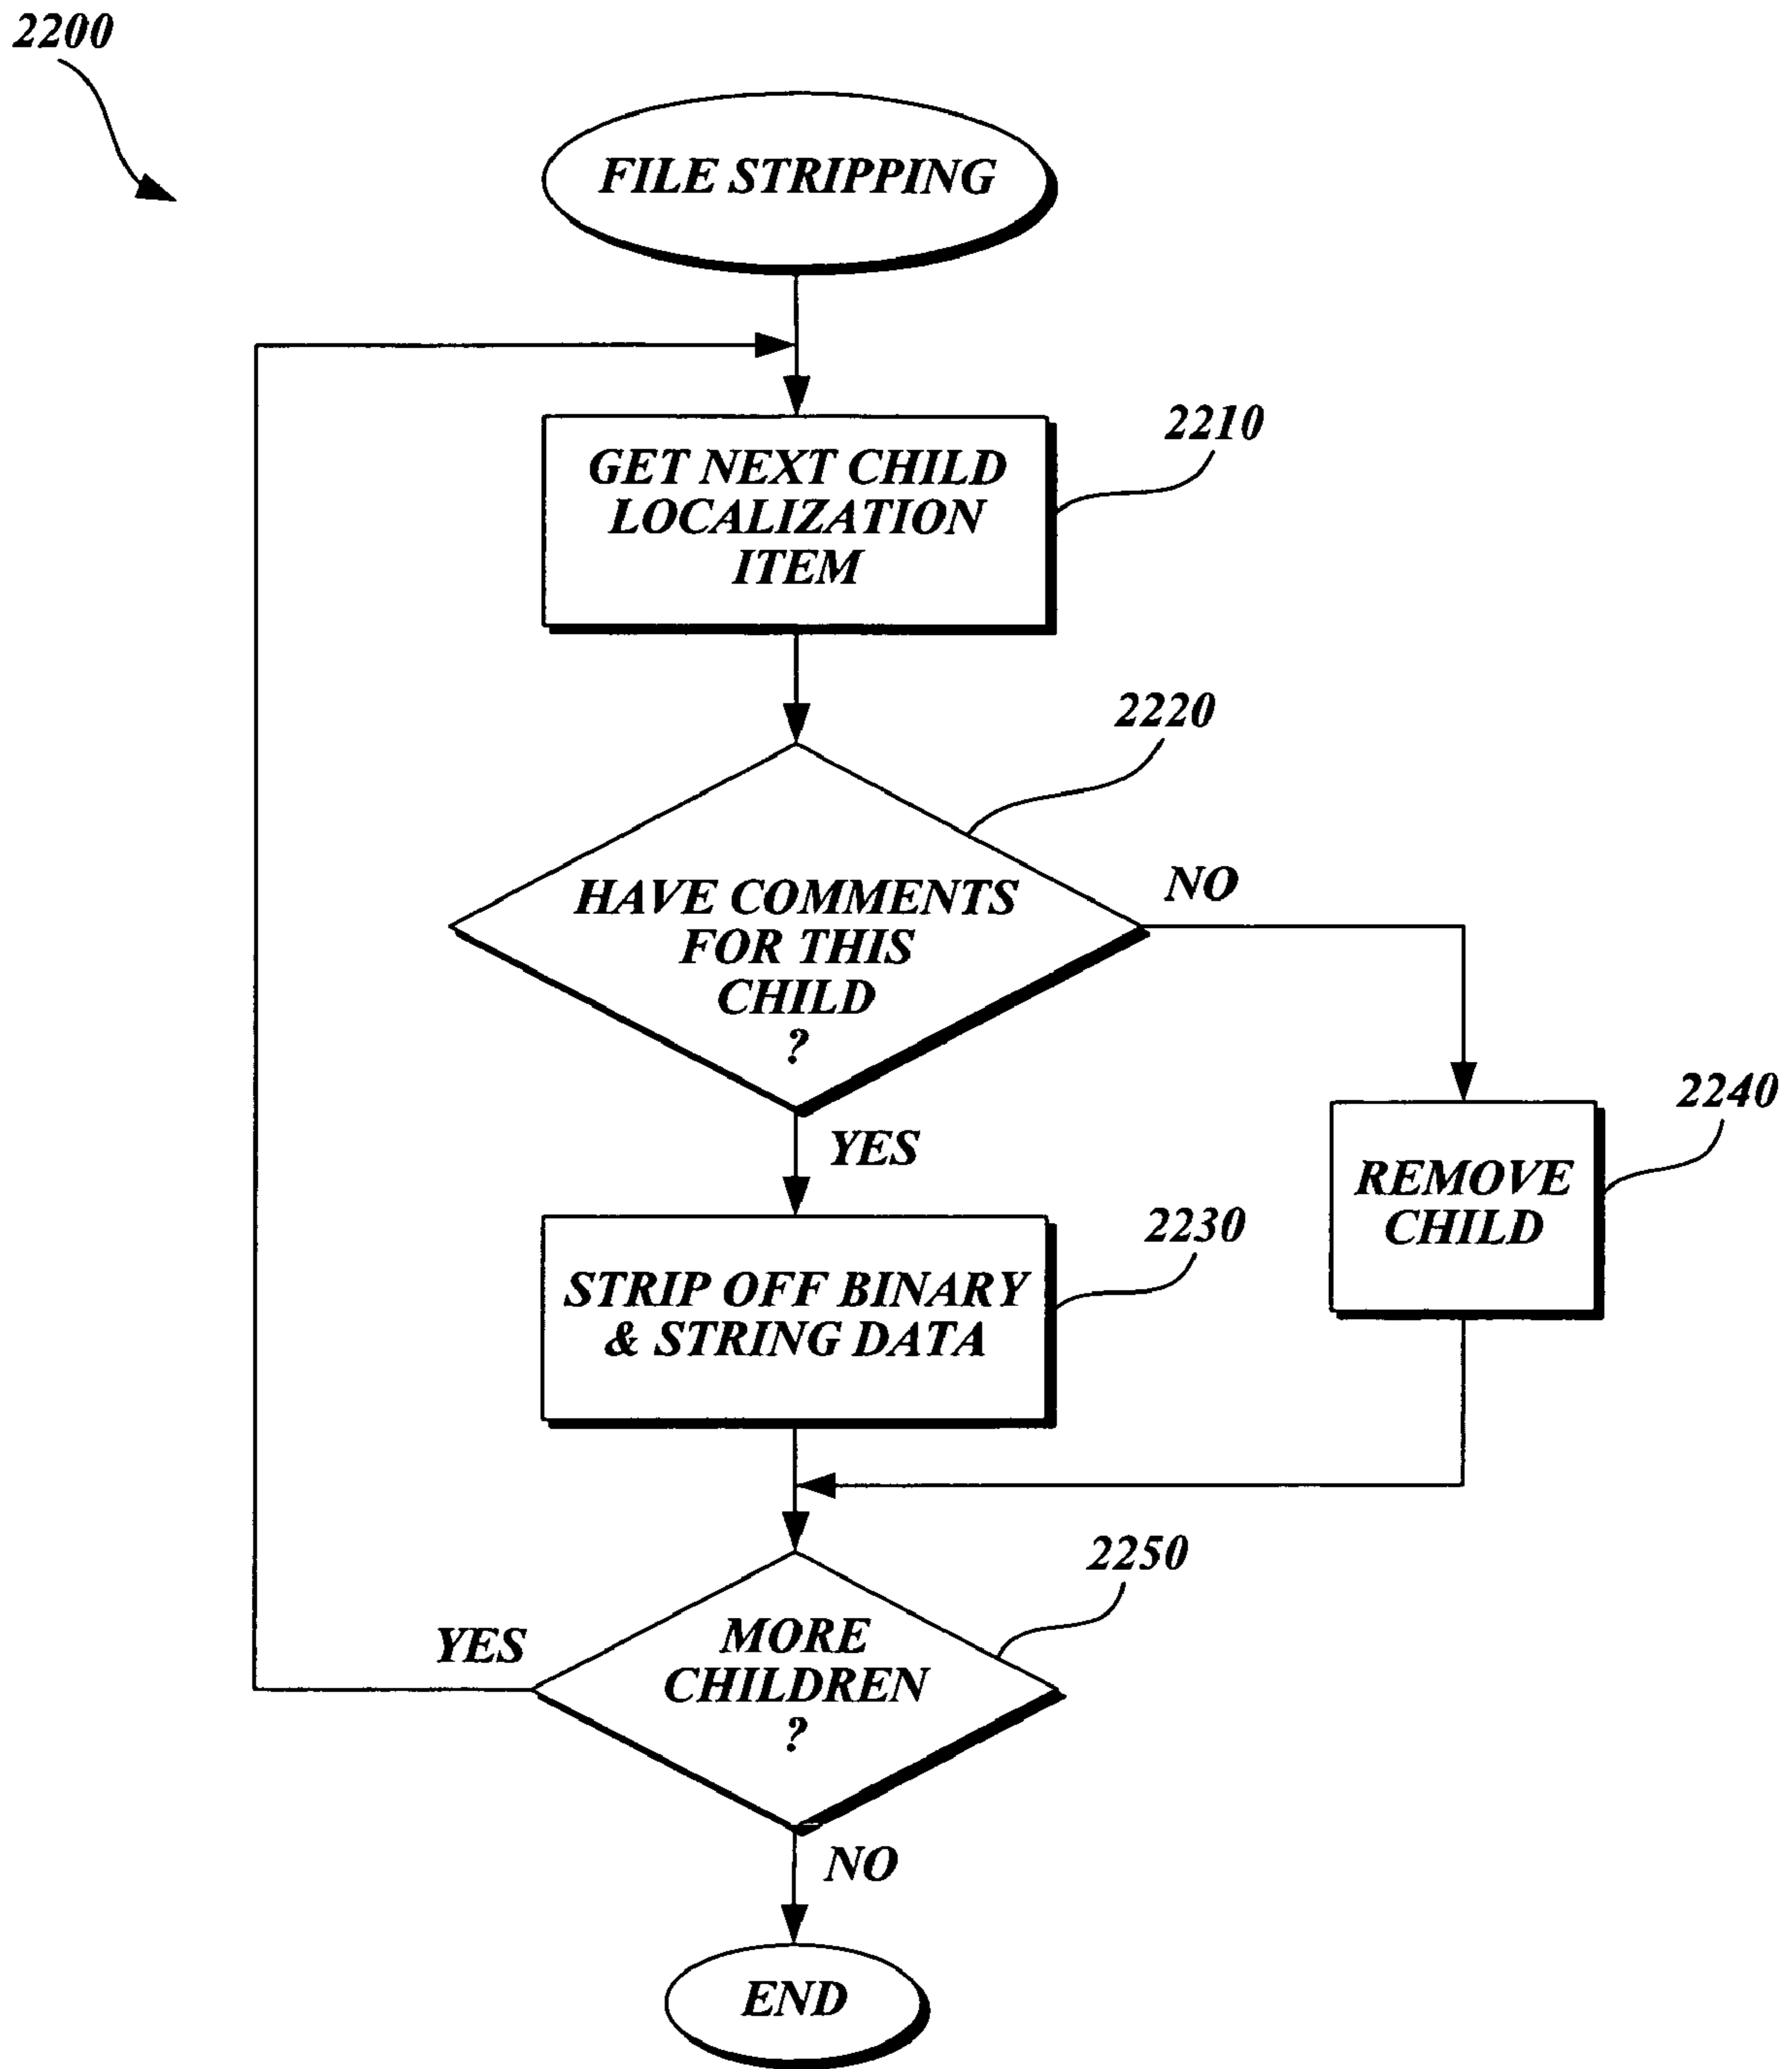 2200
FILE STRIPPING
2210
GET NEXT CHILD
LOCALIZATION
ITEM
2220
HAVE COMMENTS
FOR THIS
CHILD
?
NO
YES
2240
REMOVE
CHILD
2230
STRIP OFF BINARY
& STRING DATA
2250
MORE
CHILDREN
?
YES
NO
END